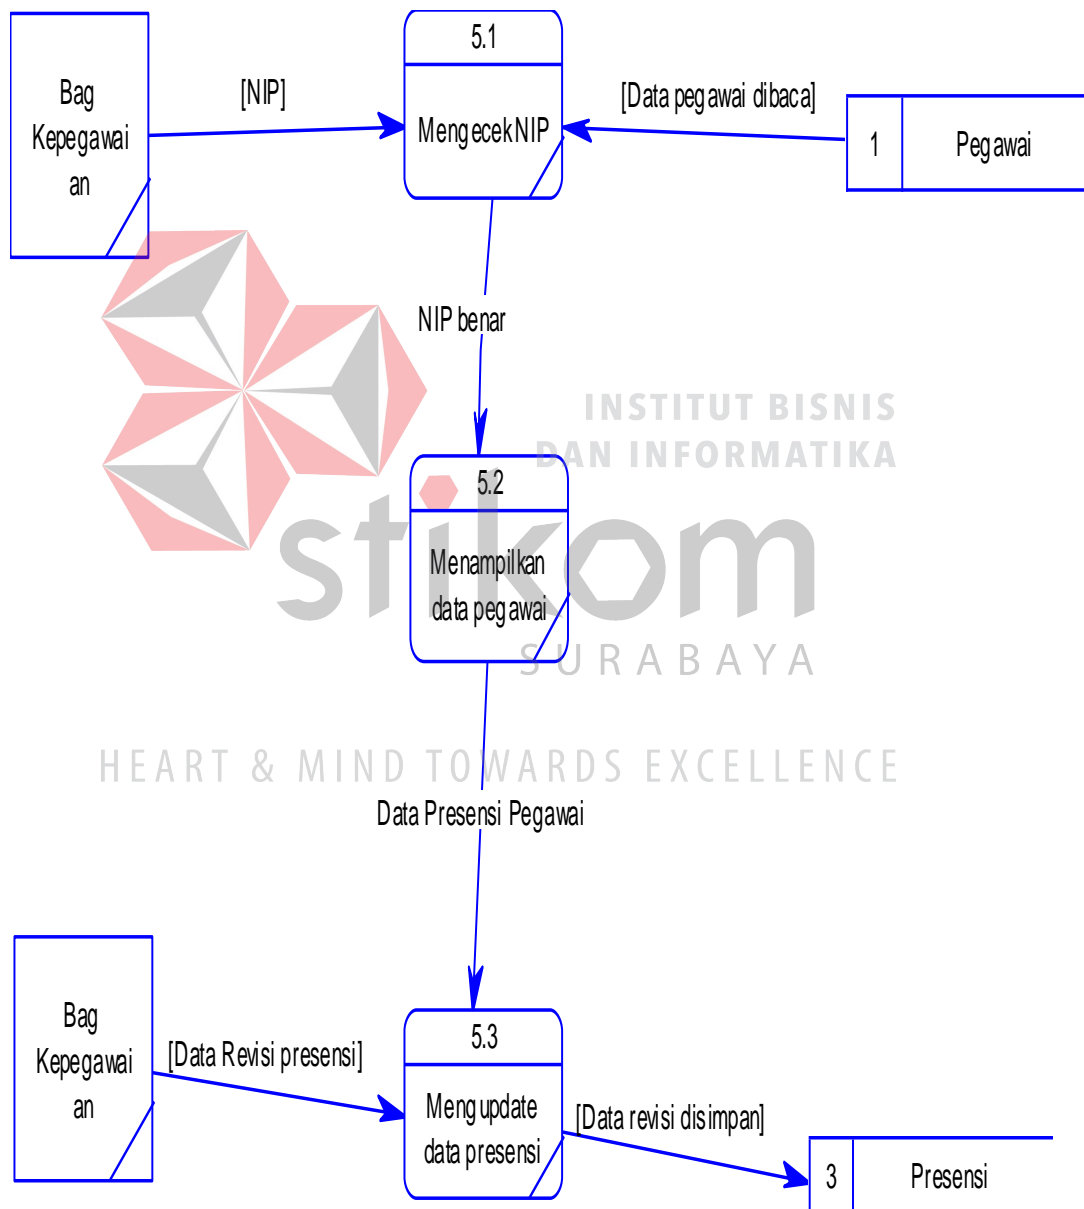 5.1
Bag
Kepegawai
an
[NIP]
Mengecek NIP
[Data pegawai dibaca]
1
Pegawai
NIP benar
INSTITUT BISNIS
DAN INFORMATIKA
5.2
Menampilkan
data pegawai
stikom
SURABAYA
HEART & MIND TOWARDS EXCELLENCE
Data Presensi Pegawai
Bag
Kepegawai
an
[Data Revisi presensi]
5.3
Mengupdate
data presensi
[Data revisi disimpan]
3
Presensi